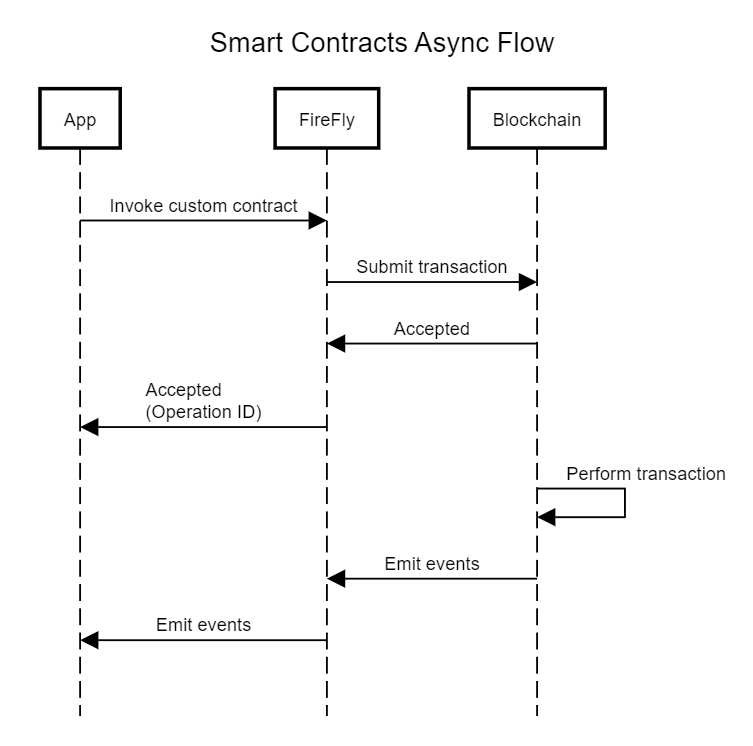 Smart Contracts Async Flow
App
FireFly
Blockchain
Invoke custom contract
Submit transaction
Accepted
Accepted
(Operation ID)
Perform transaction
Emit events
Emit events